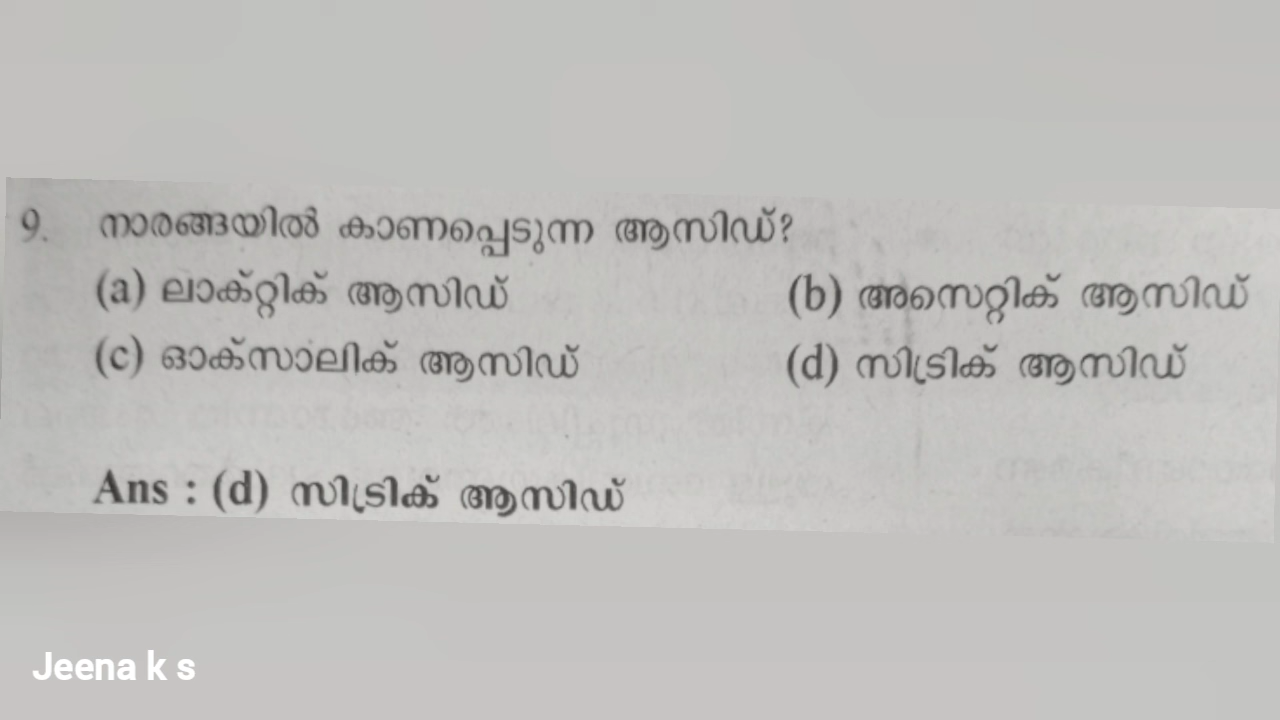 9. നാരങ്ങയിൽ കാണപ്പെടുന്ന ആസിഡ്?
(a) ലാക്റ്റിക് ആസിഡ് (b) അസെറ്റിക് ആസിഡ്
(c) ഓക്സാലിക് ആസിഡ് (d) സിട്രിക് ആസിഡ്
Ans : (d) സിട്രിക് ആസിഡ്
Jeena k s